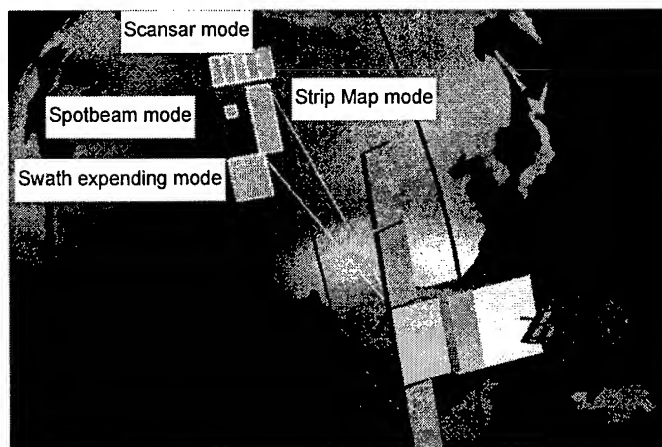 Scansar mode
Strip Map mode
Spotbeam mode
Swath expending mode